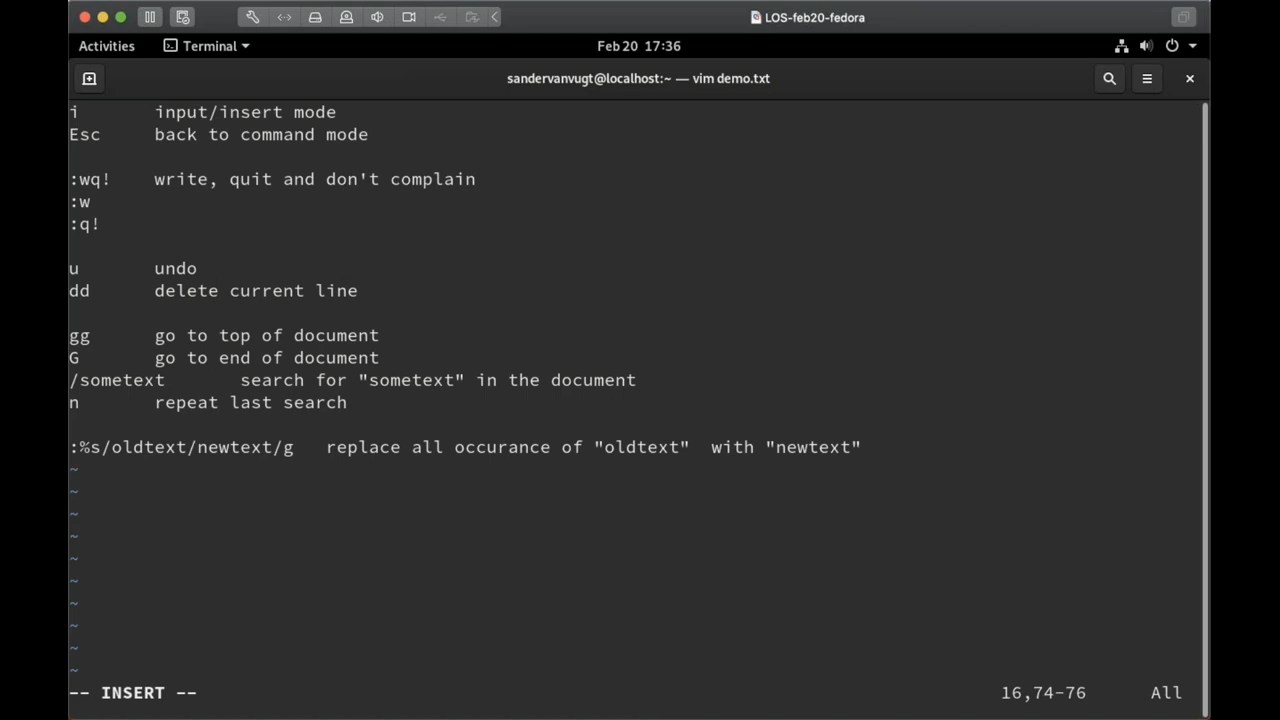 LOS-feb20-fedora
Activities Terminal Feb 20 17:36
sandervanvugt@localhost:~ — vim demo.txt
i input/insert mode
Esc back to command mode
:wq! write, quit and don't complain
:w
:q!
u undo
dd delete current line
gg go to top of document
G go to end of document
/sometext search for "sometext" in the document
n repeat last search
:%s/oldtext/newtext/g replace all occurance of "oldtext" with "newtext"
~
~
~
~
~
~
~
~
~
~
-- INSERT -- 16,74-76 All